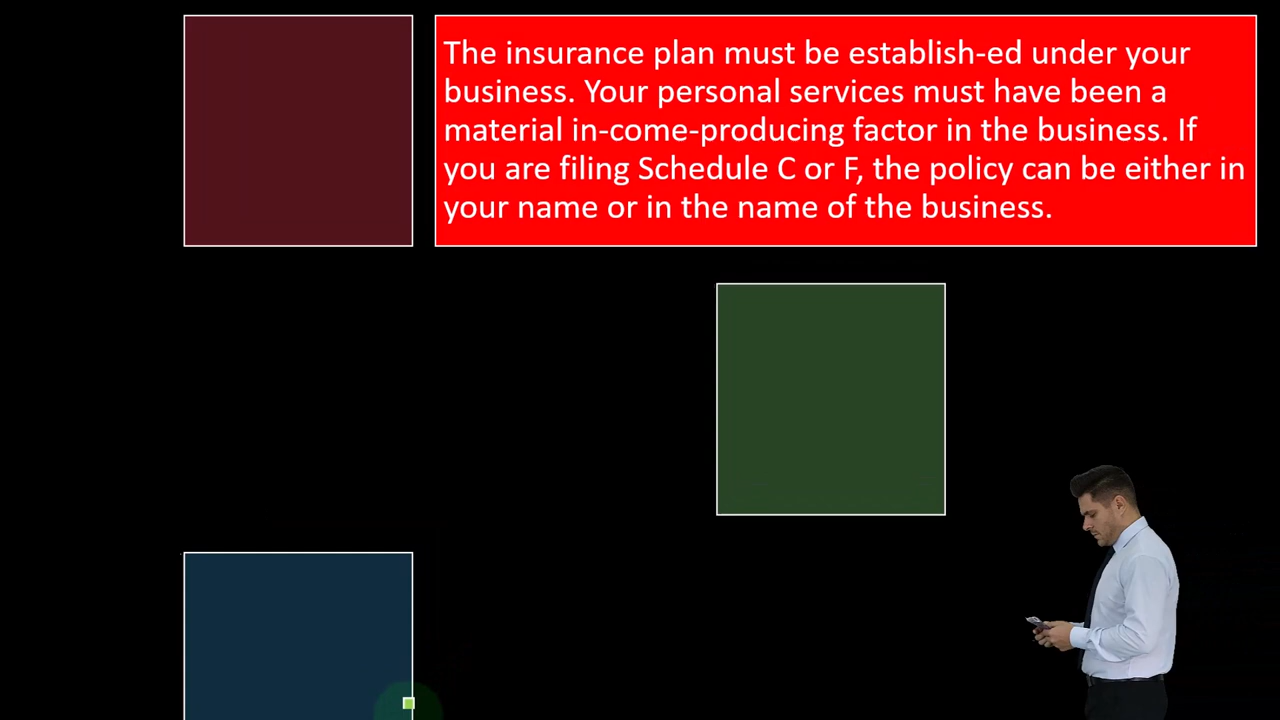 The insurance plan must be establish-ed under your
business. Your personal services must have been a
material in-come-producing factor in the business. If
you are filing Schedule C or F, the policy can be either in
your name or in the name of the business.